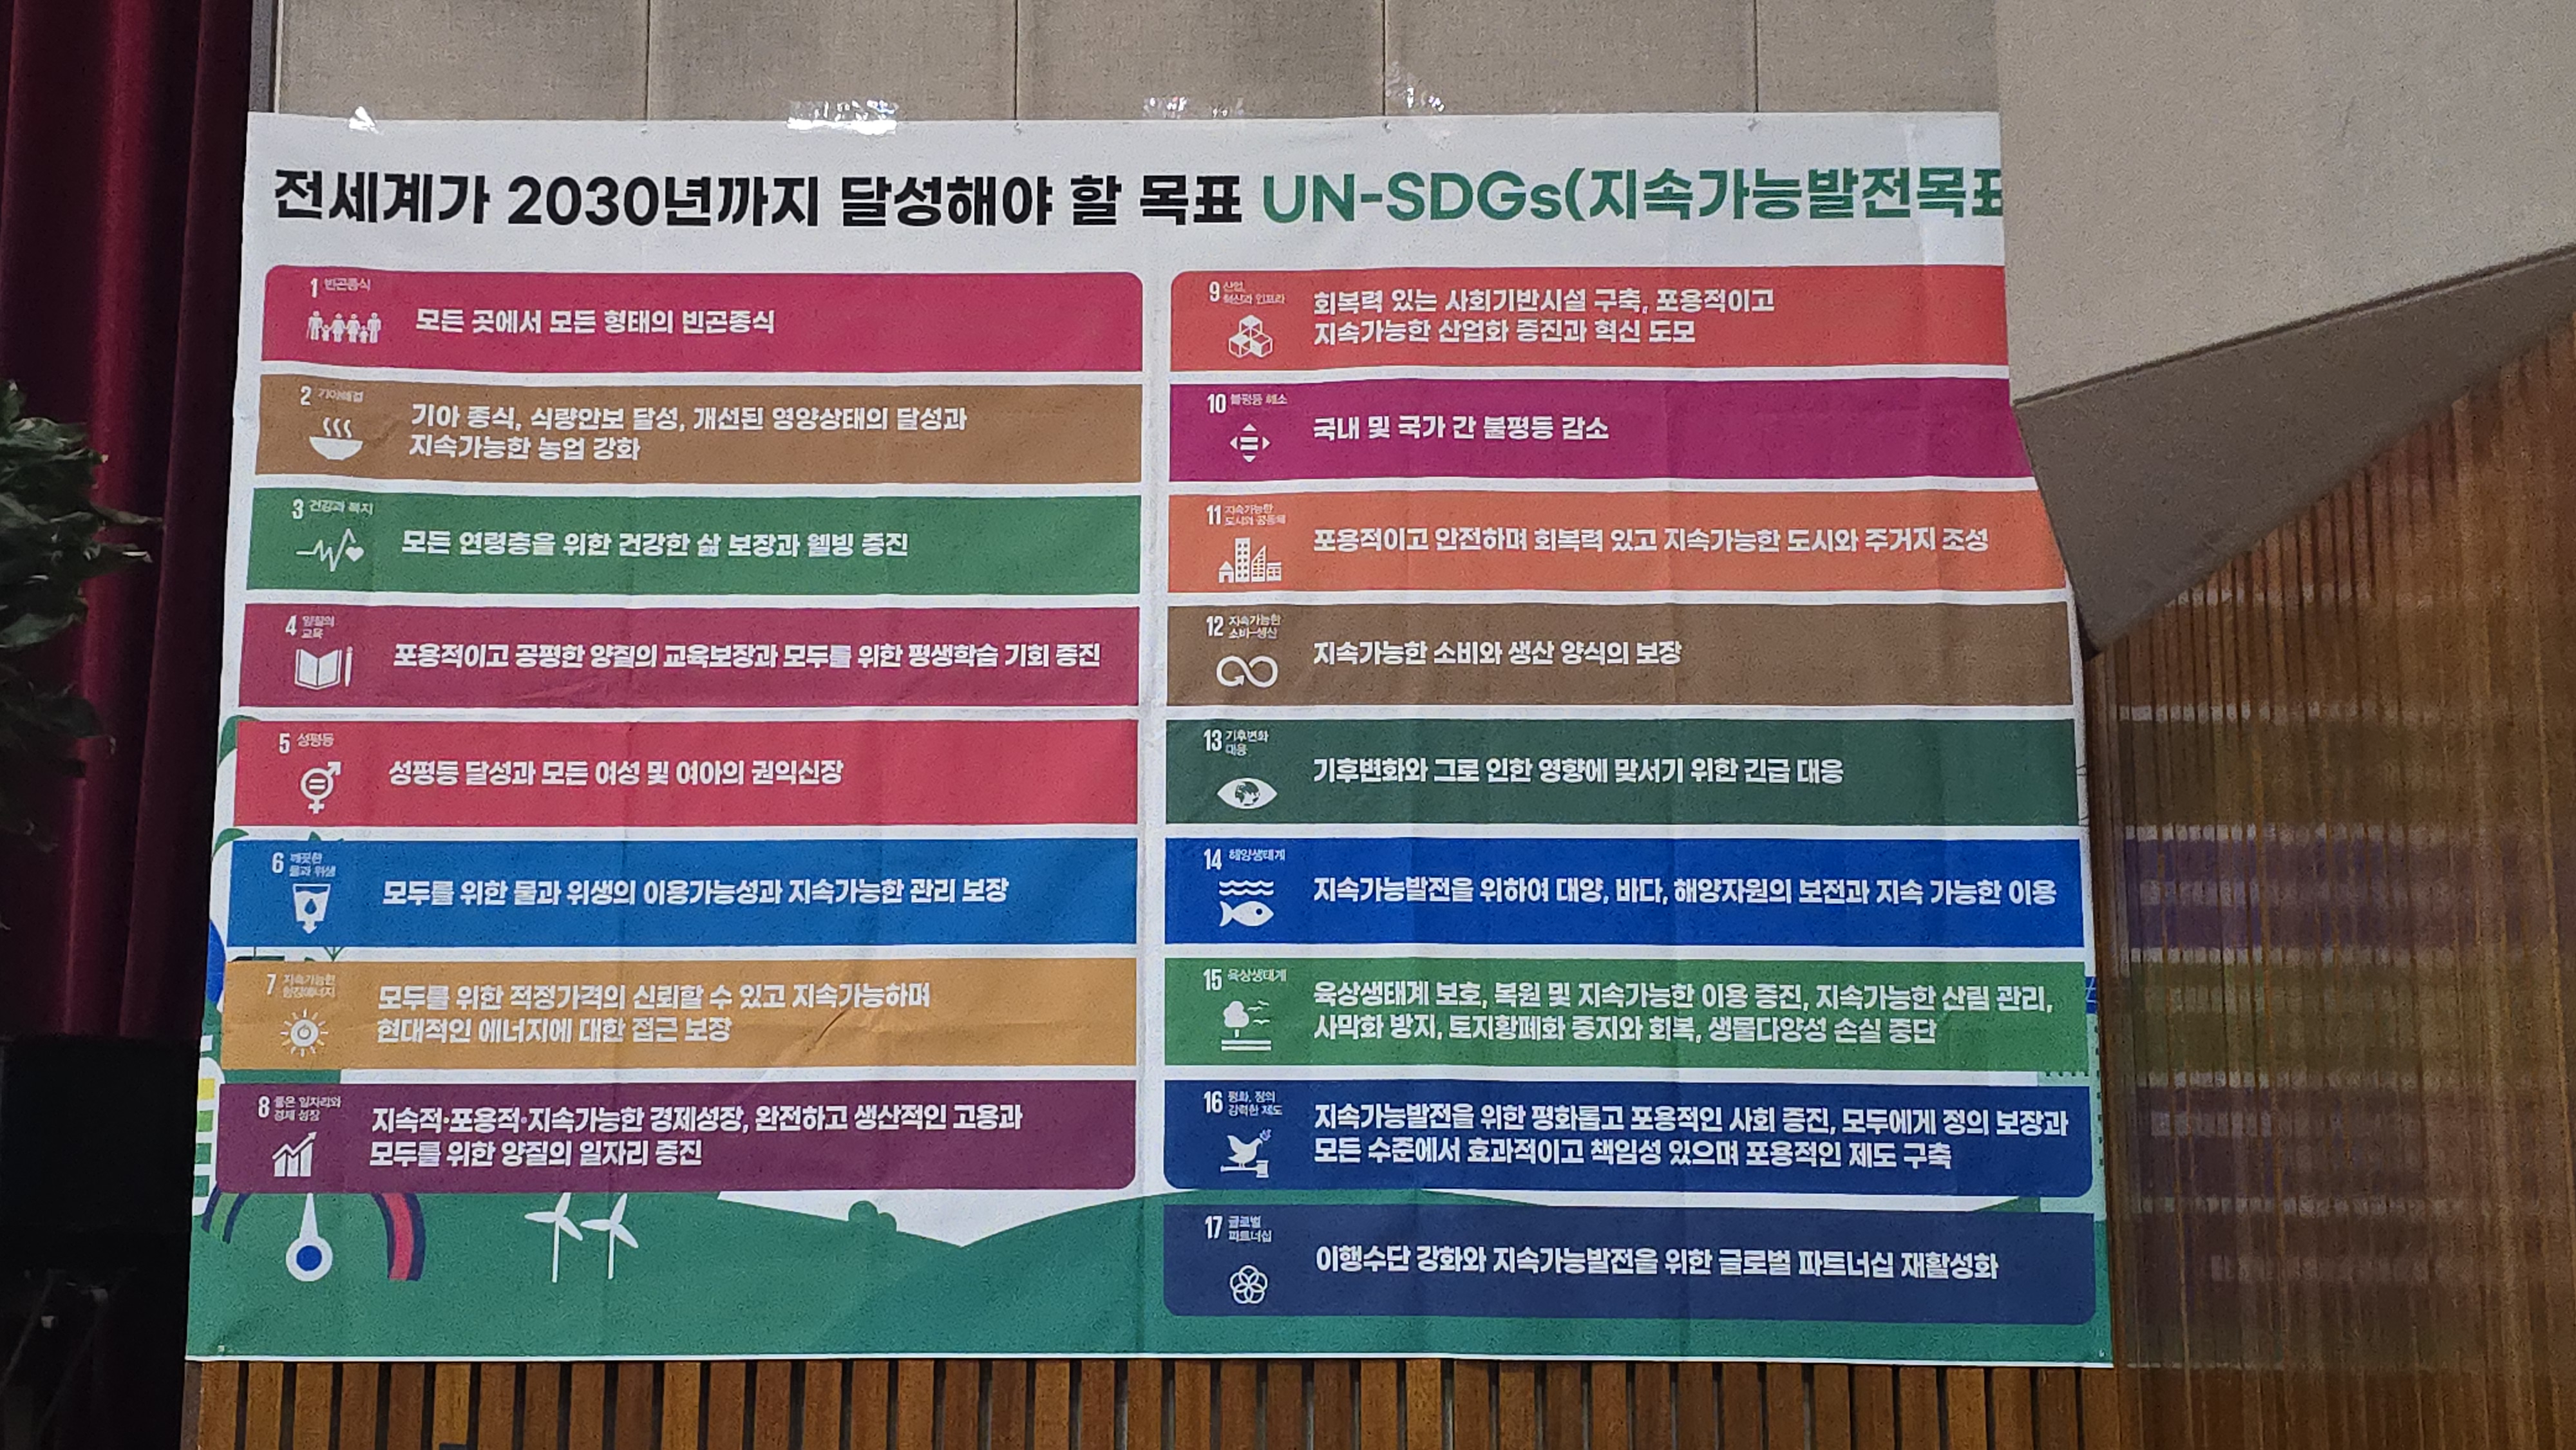 전세계가 2030년까지 달성해야 할 목표 UN-SDGs(지속가능발전목표
1 빈곤종식
모든 곳에서 모든 형태의 빈곤종식
2 기아해결
기아 종식, 식량안보 달성, 개선된 영양상태의 달성과
지속가능한 농업 강화
3 건강과 복지
모든 연령층을 위한 건강한 삶 보장과 웰빙 증진
4 양질의
교육
포용적이고 공평한 양질의 교육보장과 모두를 위한 평생학습 기회 증진
5 성평등
성평등 달성과 모든 여성 및 여아의 권익신장
6 깨끗한
물과 위생
모두를 위한 물과 위생의 이용가능성과 지속가능한 관리 보장
7 지속가능한
청정에너지
모두를 위한 적정가격의 신뢰할 수 있고 지속가능하며
현대적인 에너지에 대한 접근 보장
8 좋은 일자리와
경제 성장
지속적·포용적·지속가능한 경제성장, 완전하고 생산적인 고용과
모두를 위한 양질의 일자리 증진
9 산업,
혁신과 인프라
회복력 있는 사회기반시설 구축, 포용적이고
지속가능한 산업화 증진과 혁신 도모
10 불평등 해소
국내 및 국가 간 불평등 감소
11 지속가능한
도시와 공동체
포용적이고 안전하며 회복력 있고 지속가능한 도시와 주거지 조성
12 지속가능한
소비-생산
지속가능한 소비와 생산 양식의 보장
13 기후변화
대응
기후변화와 그로 인한 영향에 맞서기 위한 긴급 대응
14 해양생태계
지속가능발전을 위하여 대양, 바다, 해양자원의 보전과 지속 가능한 이용
15 육상생태계
육상생태계 보호, 복원 및 지속가능한 이용 증진, 지속가능한 산림 관리,
사막화 방지, 토지황폐화 중지와 회복, 생물다양성 손실 중단
16 평화, 정의
강력한 제도
지속가능발전을 위한 평화롭고 포용적인 사회 증진, 모두에게 정의 보장과
모든 수준에서 효과적이고 책임성 있으며 포용적인 제도 구축
17 글로벌
파트너십
이행수단 강화와 지속가능발전을 위한 글로벌 파트너십 재활성화